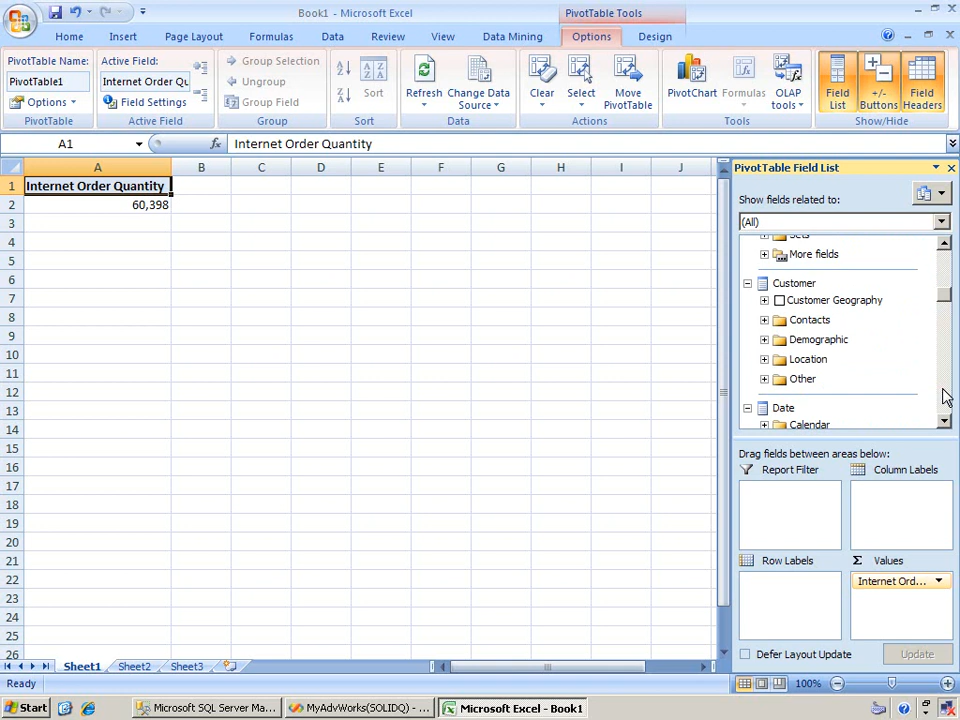 Book1 - Microsoft Excel
PivotTable Tools
Home Insert Page Layout Formulas Data Review View Data Mining Options Design
PivotTable Name:
PivotTable1
Options
PivotTable
Active Field:
Internet Order Qu
Field Settings
Active Field
Group Selection
Ungroup
Group Field
Group
Sort
Sort
Refresh
Change Data Source
Data
Clear
Select
Move PivotTable
Actions
PivotChart
Formulas
OLAP tools
Tools
Field List
+/- Buttons
Field Headers
Show/Hide
A1
fx
Internet Order Quantity
A B C D E F G H I J
1 Internet Order Quantity
2 60,398
3
4
5
6
7
8
9
10
11
12
13
14
15
16
17
18
19
20
21
22
23
24
25
26
PivotTable Field List
Show fields related to:
(All)
Sets
More fields
Customer
Customer Geography
Contacts
Demographic
Location
Other
Date
Calendar
Drag fields between areas below:
Report Filter
Column Labels
Row Labels
Σ Values
Internet Ord...
Defer Layout Update
Update
Sheet1 Sheet2 Sheet3
Ready
100%
Start
Microsoft SQL Server Ma...
MyAdvWorks(SOLIDQ) - ...
Microsoft Excel - Book1